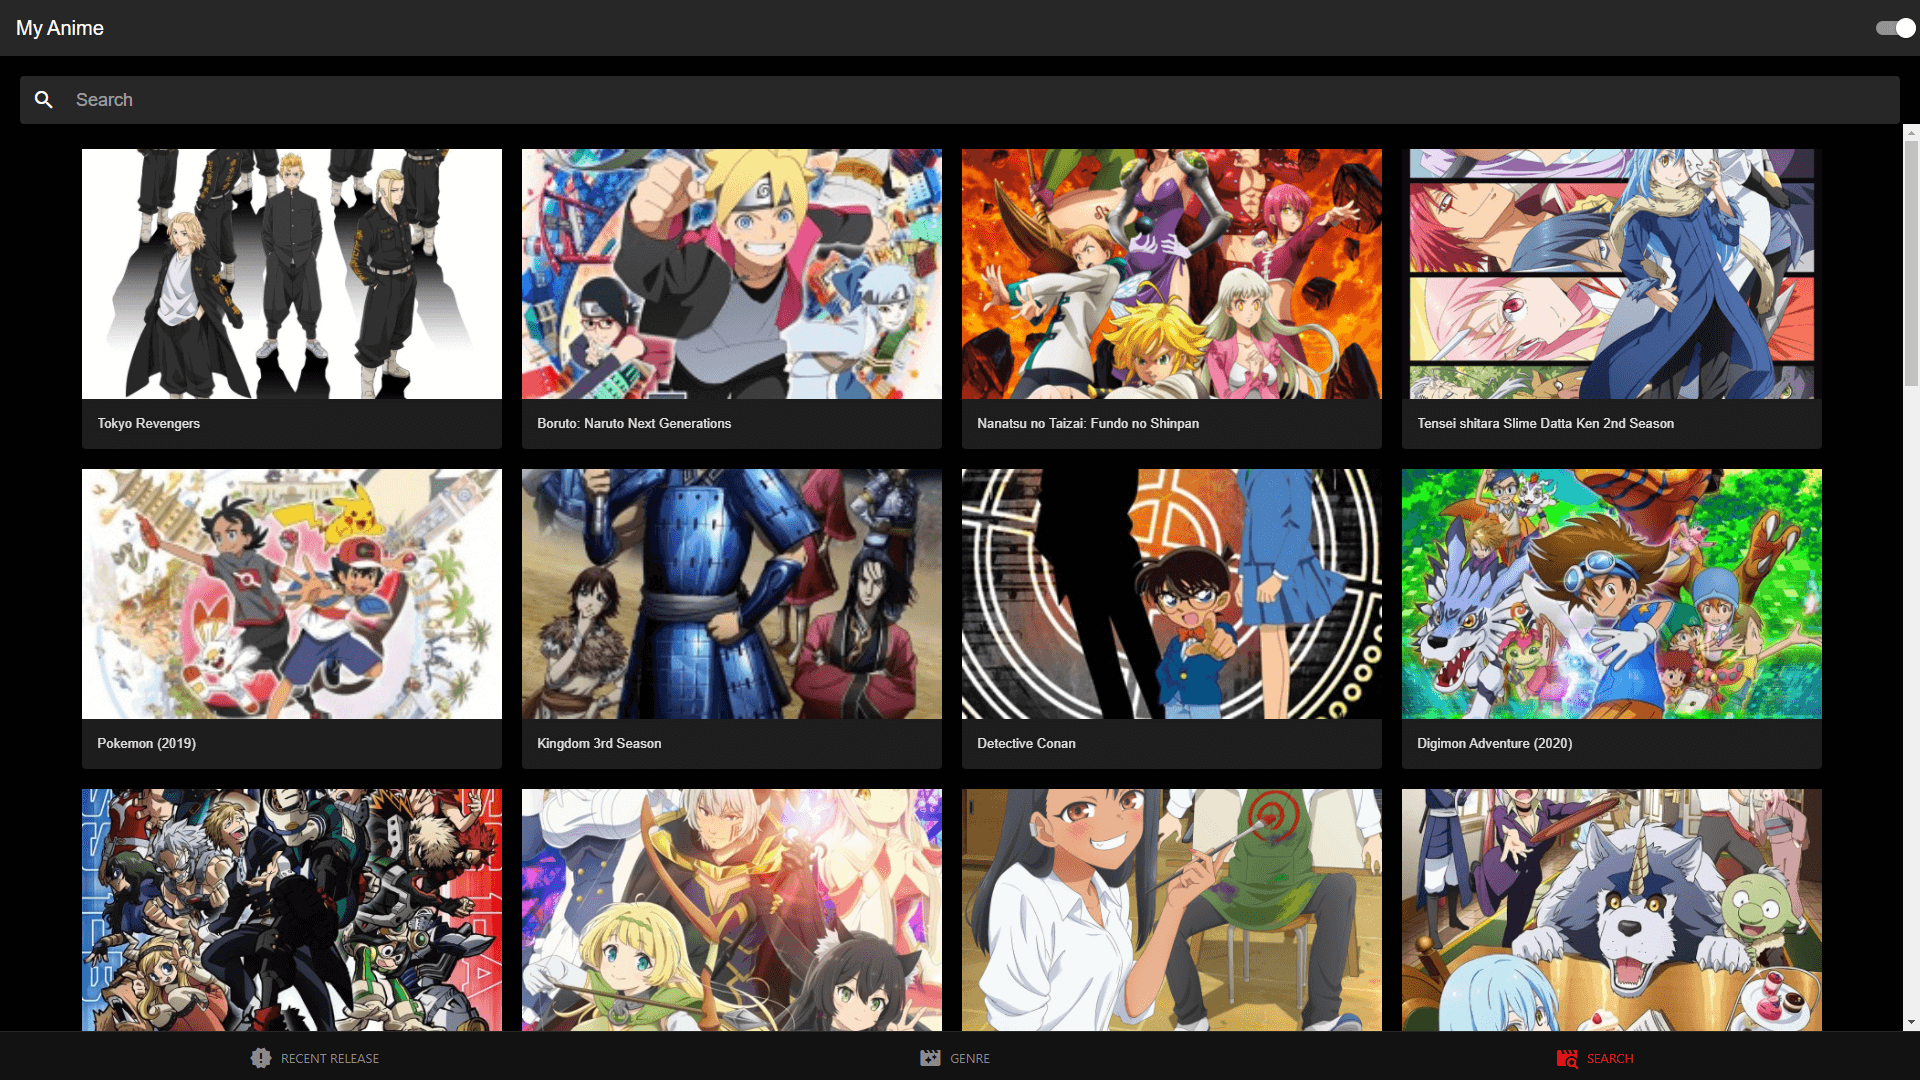 My Anime
Search
Tokyo Revengers
Boruto: Naruto Next Generations
Nanatsu no Taizai: Fundo no Shinpan
Tensei shitara Slime Datta Ken 2nd Season
Pokemon (2019)
Kingdom 3rd Season
Detective Conan
Digimon Adventure (2020)
RECENT RELEASE
GENRE
SEARCH